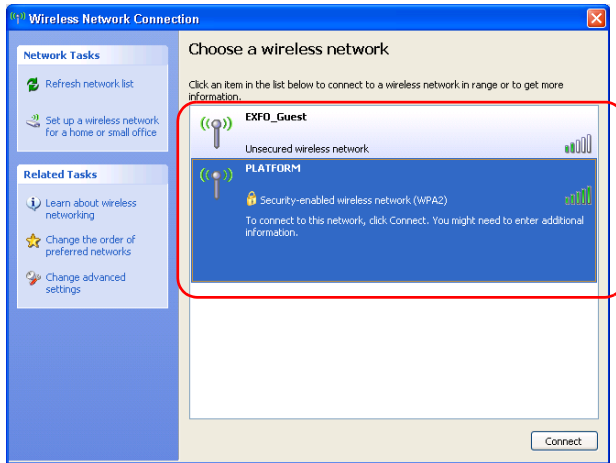 Wireless Network Connection
Network Tasks
Refresh network list
Set up a wireless network
for a home or small office
Related Tasks
Learn about wireless
networking
Change the order of
preferred networks
Change advanced
settings
Choose a wireless network
Click an item in the list below to connect to a wireless network in range or to get more
information.
EXFO_Guest
Unsecured wireless network
PLATFORM
Security-enabled wireless network (WPA2)
To connect to this network, click Connect. You might need to enter additional
information.
Connect